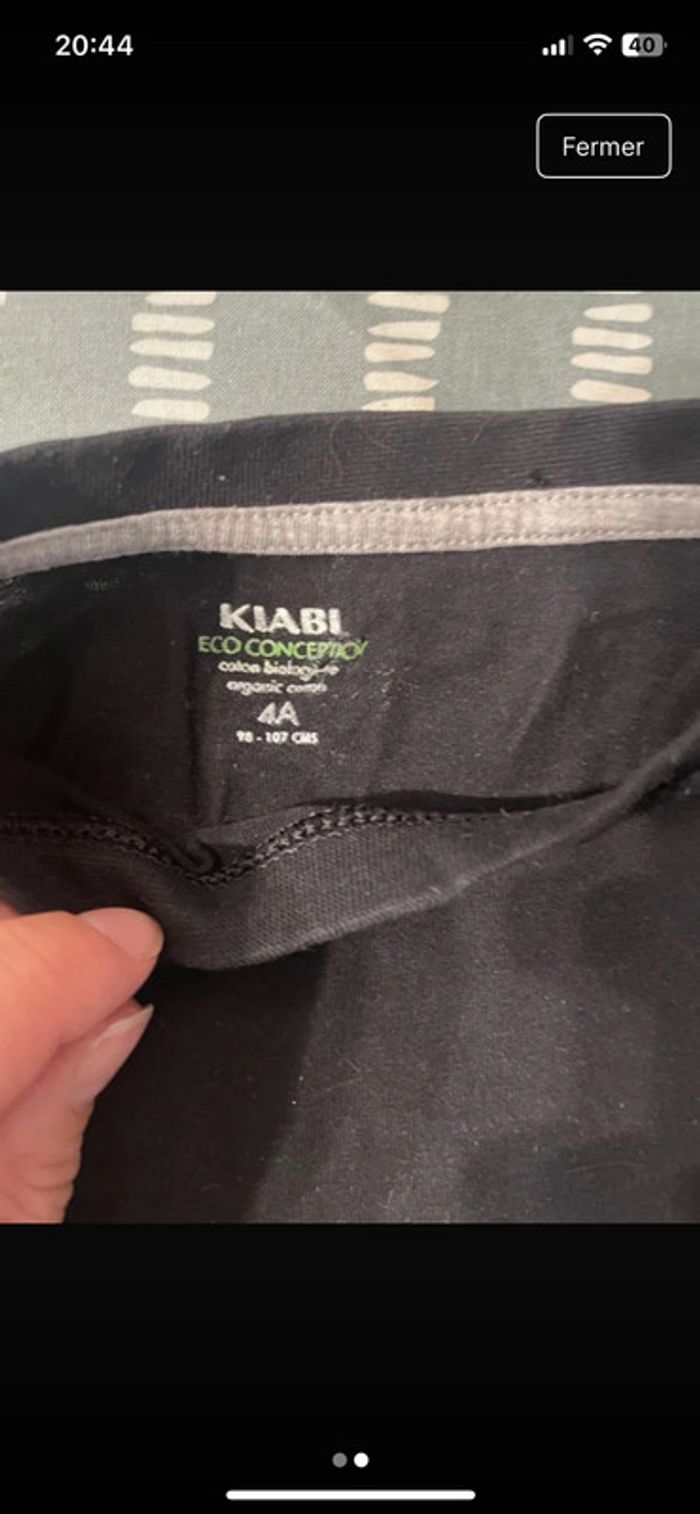 20:44
40
Fermer
KIABI
ECO CONCEPTION
coton biologique
organic cotton
4A
98 - 107 CMS